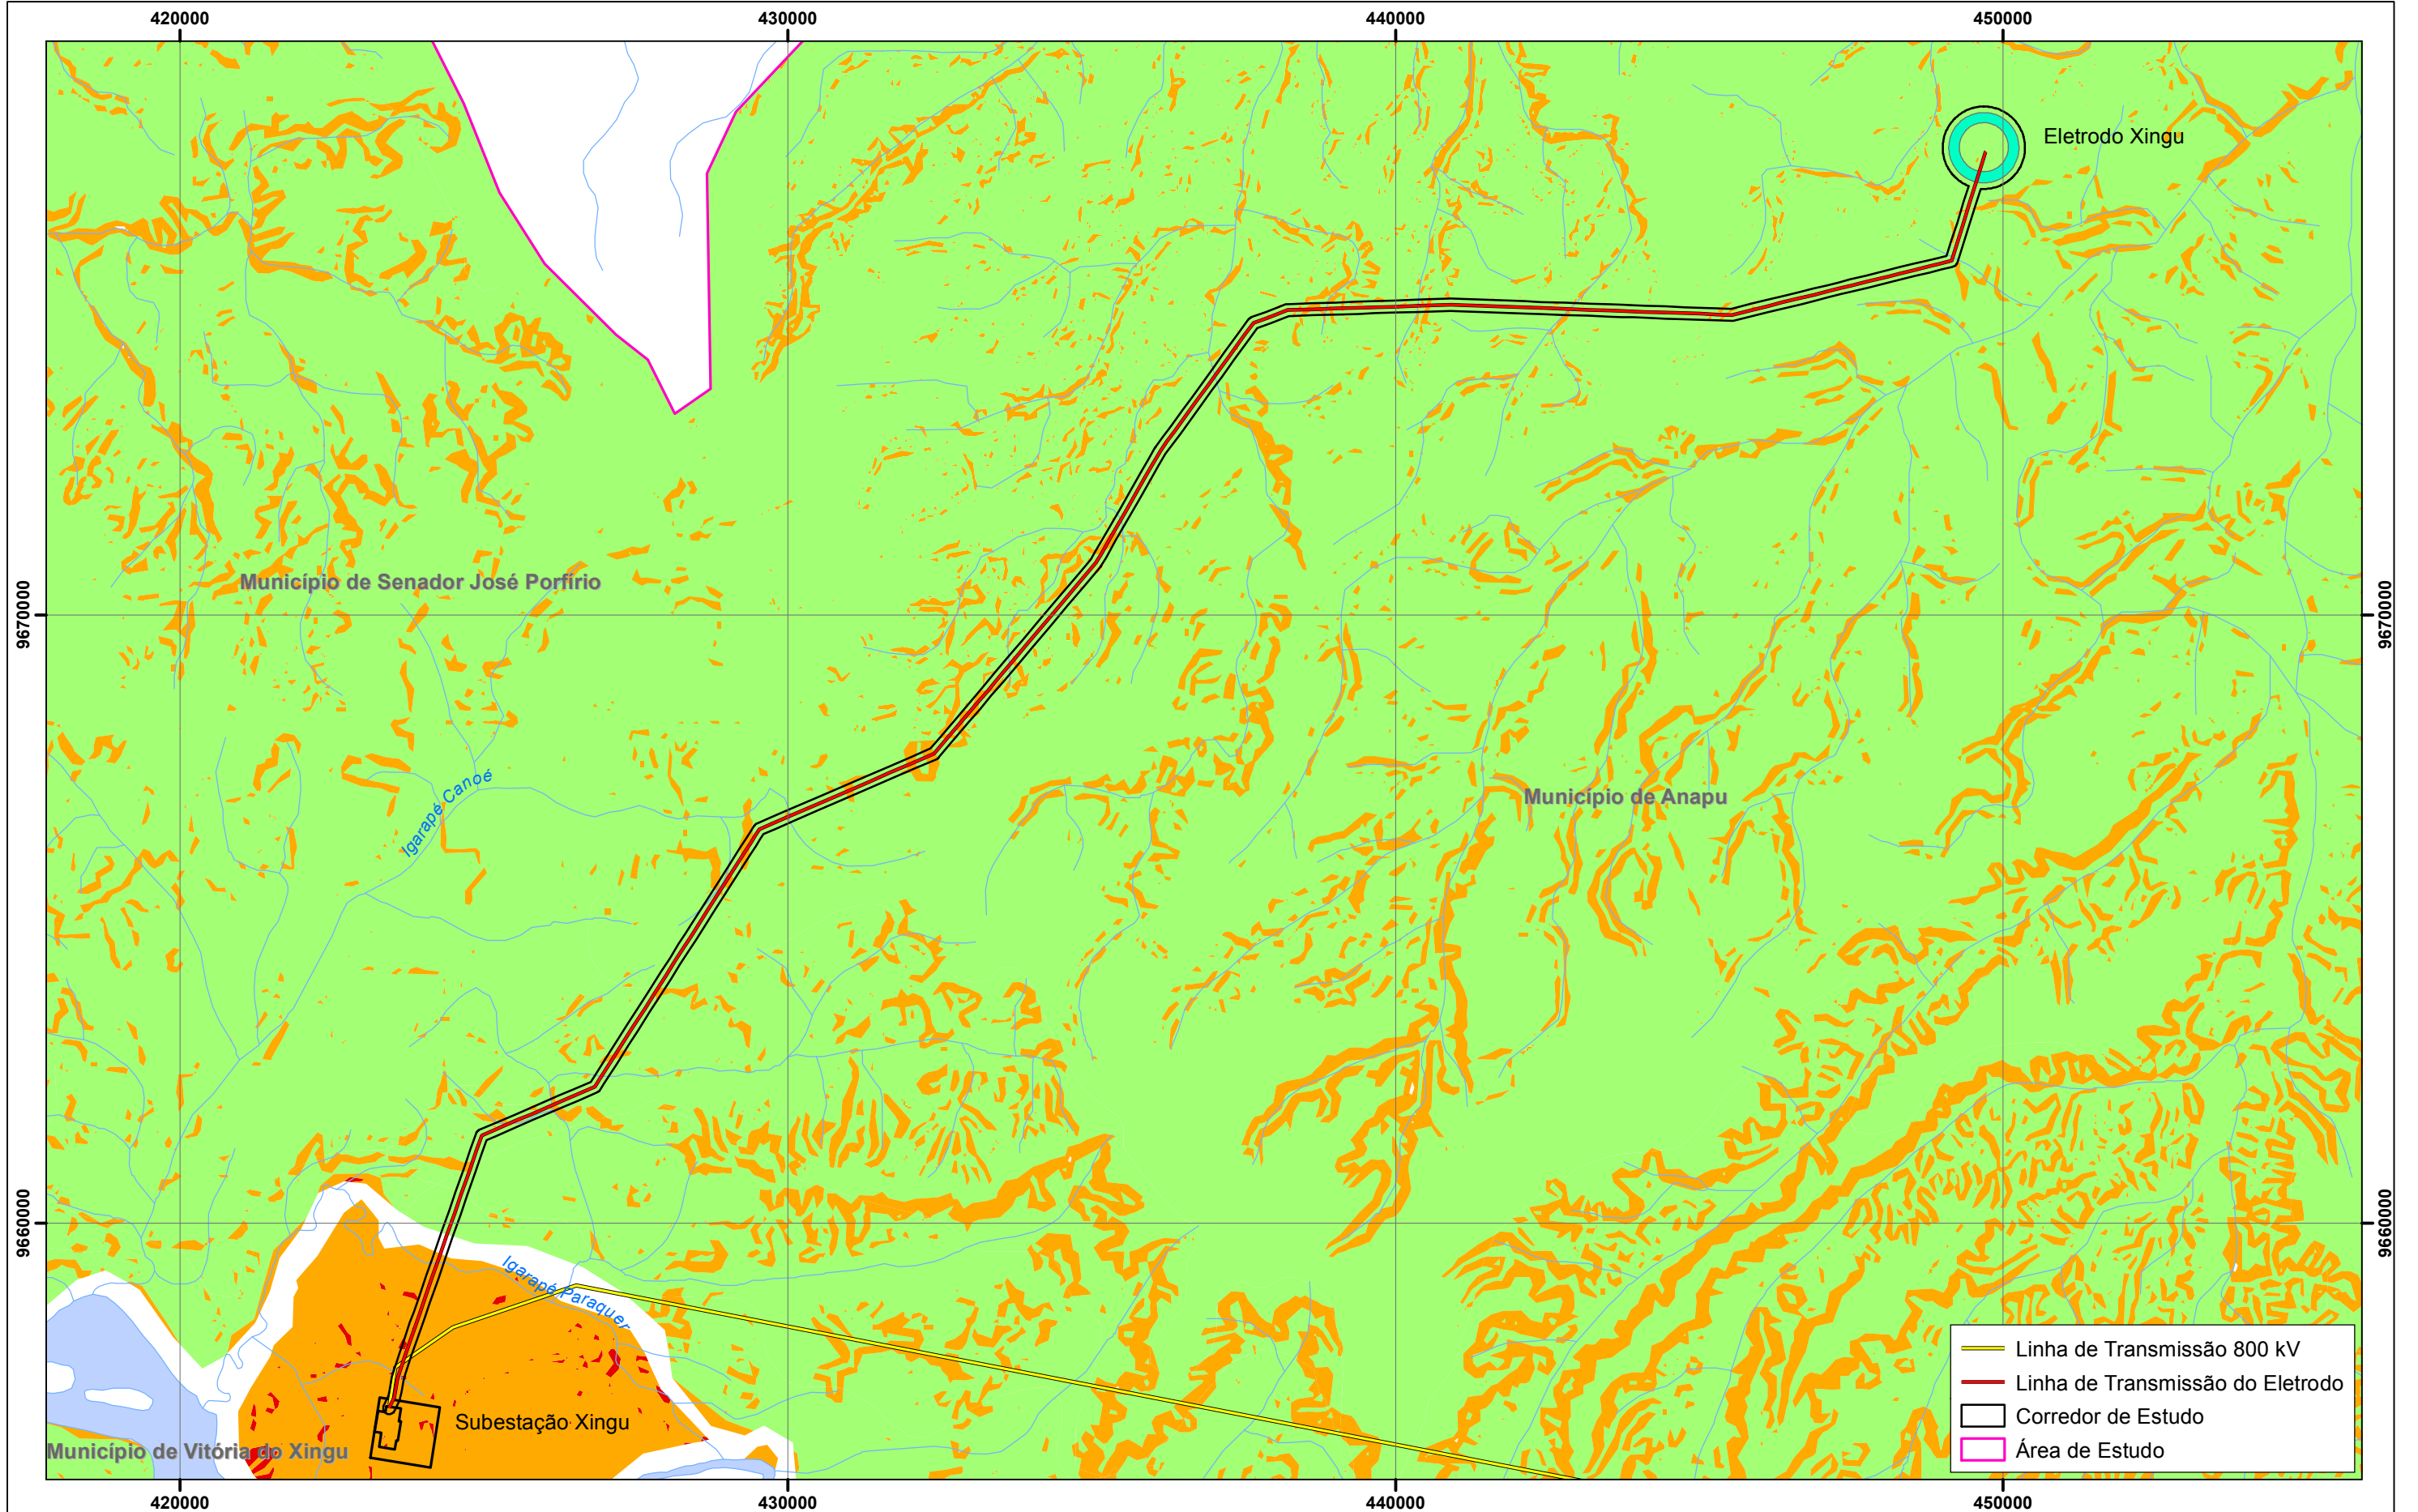 420000
430000
440000
450000
Eletrodo Xingu
Município de Senador José Porfírio
9670000
9670000
Igarapé Canoé
Município de Anapu
9660000
9660000
Igarapé Paraquer
Subestação Xingu
Município de Vitória do Xingu
Linha de Transmissão 800 kV
Linha de Transmissão do Eletrodo
Corredor de Estudo
Área de Estudo
420000
430000
440000
450000